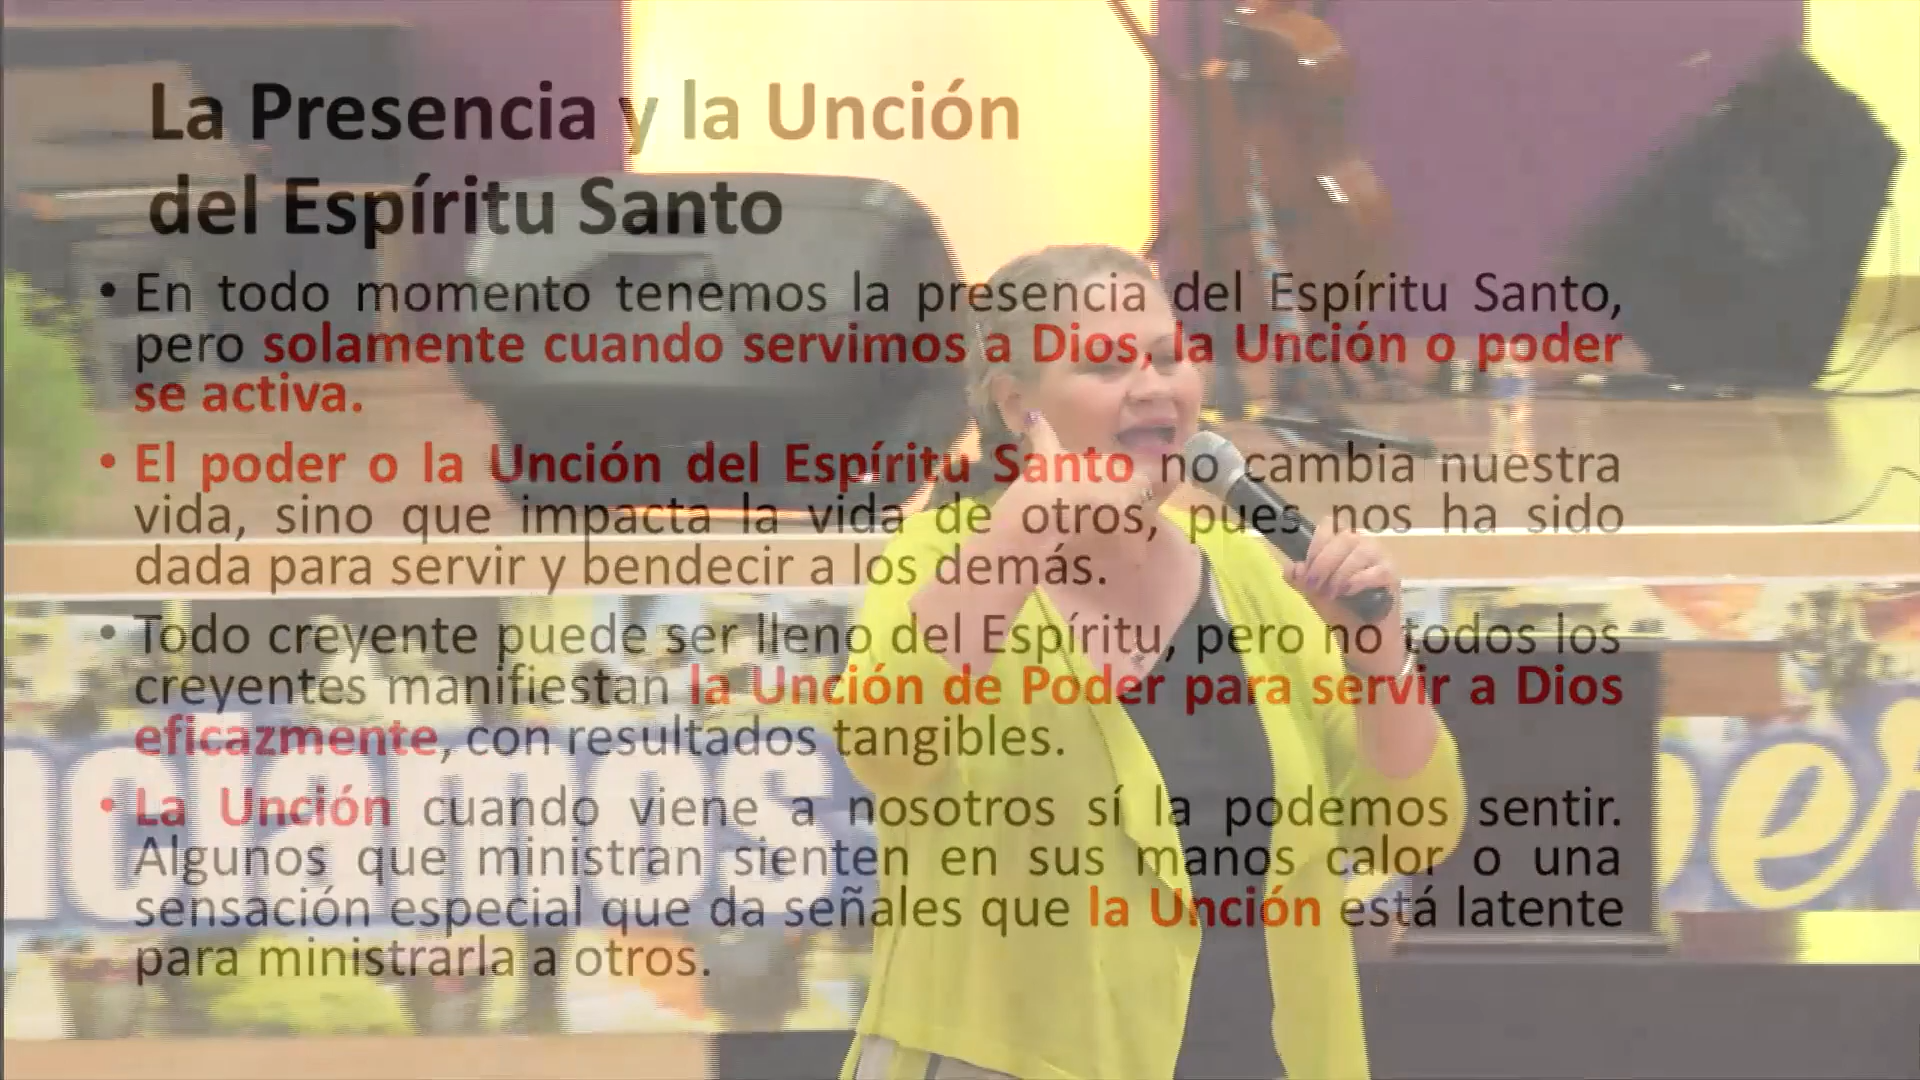 La Presencia y la Unción
del Espíritu Santo
• En todo momento tenemos la presencia del Espíritu Santo,
pero solamente cuando servimos a Dios, la Unción o poder
se activa.
• El poder o la Unción del Espíritu Santo no cambia nuestra
vida, sino que impacta la vida de otros, pues nos ha sido
dada para servir y bendecir a los demás.
• Todo creyente puede ser lleno del Espíritu, pero no todos los
creyentes manifiestan la Unción de Poder para servir a Dios
eficazmente, con resultados tangibles.
• La Unción cuando viene a nosotros sí la podemos sentir.
Algunos que ministran sienten en sus manos calor o una
sensación especial que da señales que la Unción está latente
para ministrarla a otros.